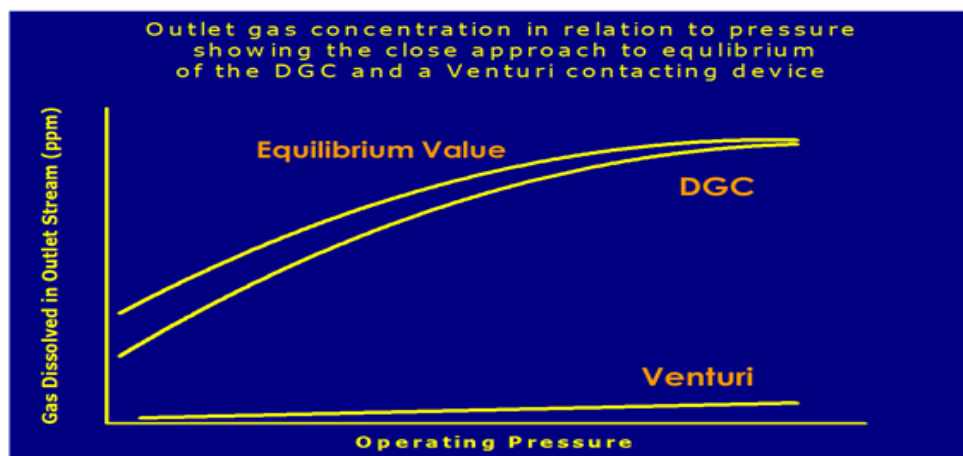 Outlet gas concentration in relation to pressure
showing the close approach to equlibrium
of the DGC and a Venturi contacting device
Gas Dissolved in Outlet Stream (ppm)
Equilibrium Value
DGC
Venturi
Operating Pressure